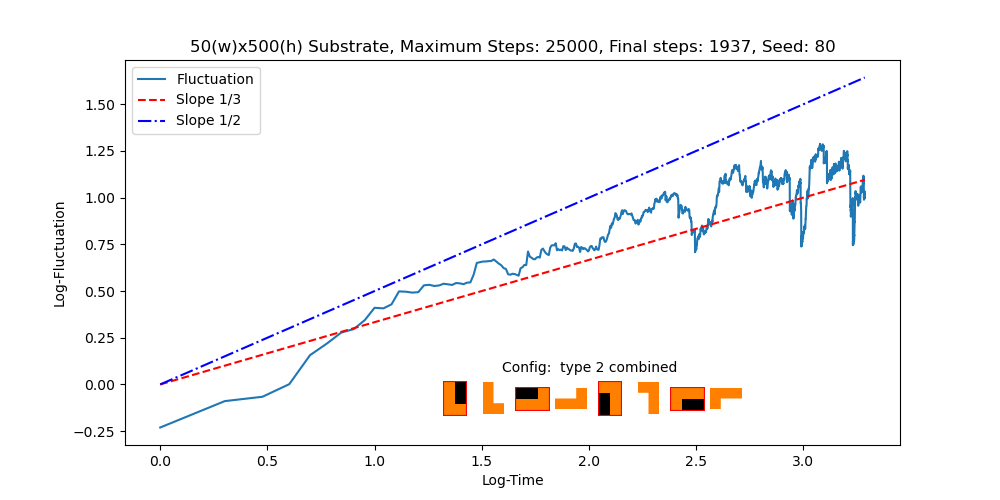 50(w)x500(h) Substrate, Maximum Steps: 25000, Final steps: 1937, Seed: 80
Fluctuation
Slope 1/3
Slope 1/2
1.50
1.25
1.00
0.75
0.50
0.25
0.00
−0.25
Log-Fluctuation
Config:  type 2 combined
0.0 0.5 1.0 1.5 2.0 2.5 3.0
Log-Time